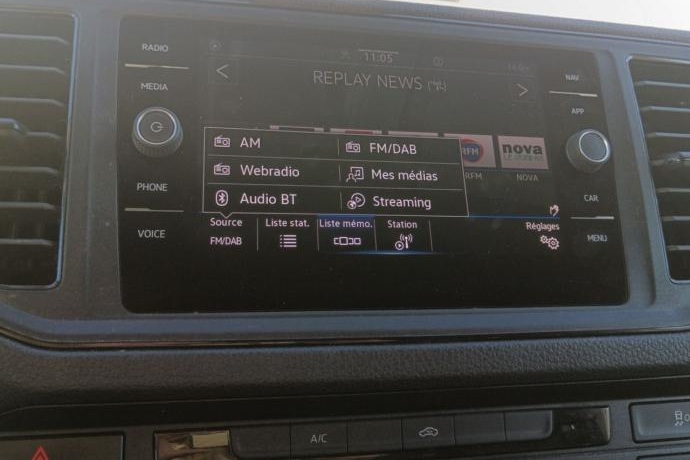 RADIO
11:05
NAV
REPLAY NEWS
MEDIA
APP
AM
FM/DAB
RFM
nova
Webradio
Mes médias
RFM
NOVA
PHONE
Audio BT
Streaming
CAR
VOICE
Source
Liste stat.
Liste mémo.
Station
Réglages
MENU
FM/DAB
A/C